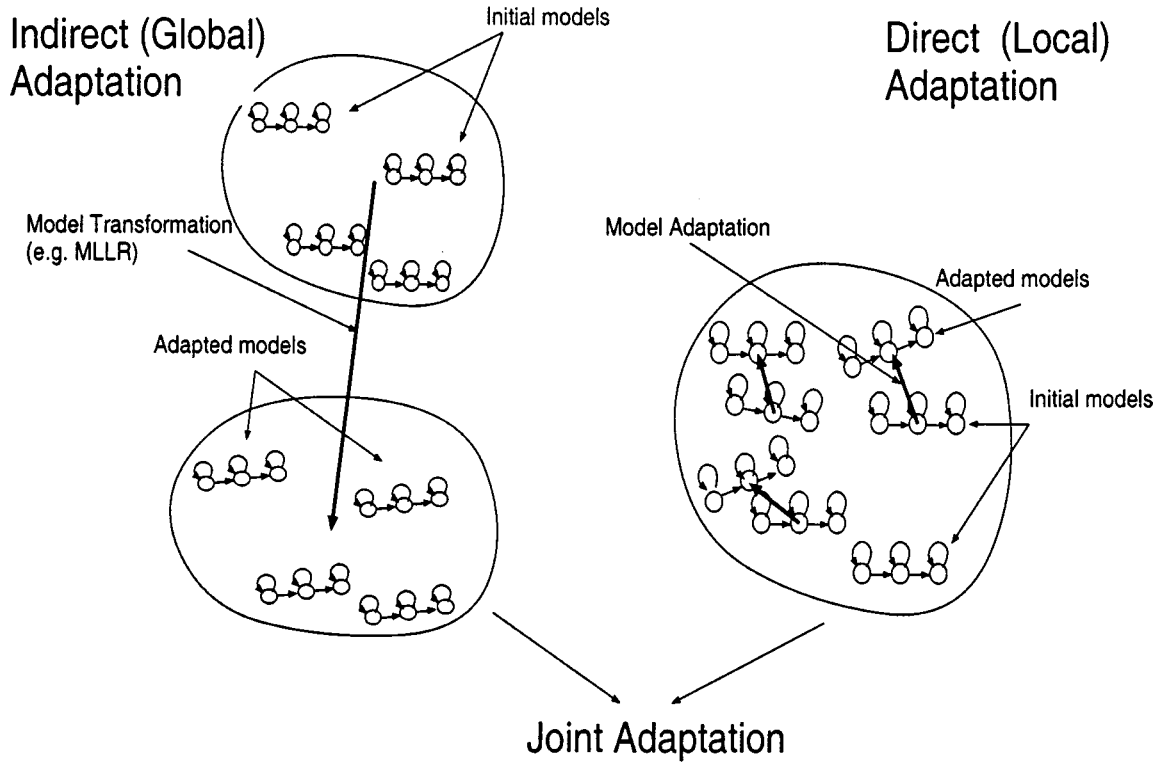 Indirect (Global)
Adaptation
Initial models
Direct (Local)
Adaptation
Model Transformation
(e.g. MLLR)
Adapted models
Model Adaptation
Adapted models
Initial models
Joint Adaptation